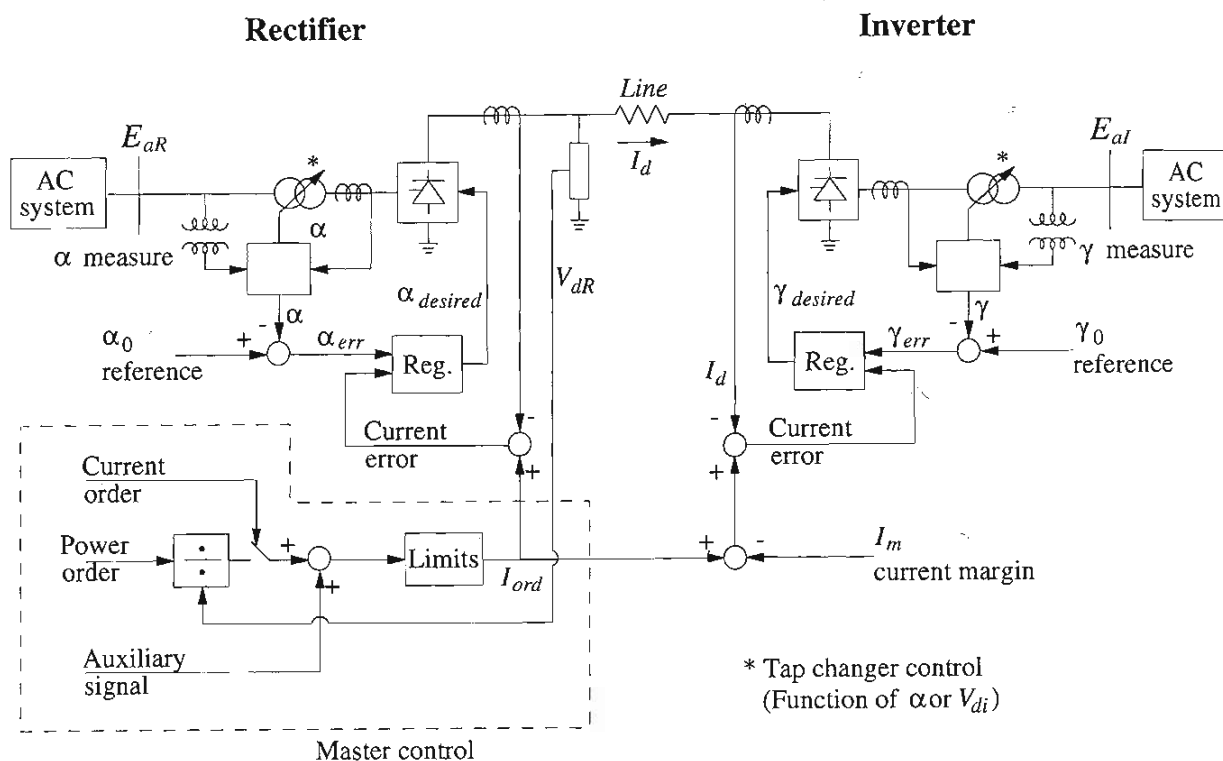 Rectifier
Inverter
Line
I_d
E_aR
E_aI
*
*
AC
system
AC
system
α
α measure
γ measure
V_dR
α_desired
γ_desired
α
γ
-
+
-
+
α_0
reference
α_err
Reg.
Reg.
γ_err
γ_0
reference
I_d
-
-
Current
error
Current
error
+
+
Current
order
Power
order
÷
+
+
Limits
I_ord
+
-
I_m
current margin
Auxiliary
signal
* Tap changer control
(Function of α or V_di)
Master control